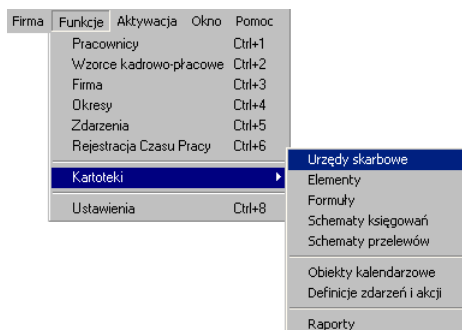 Firma Funkcje Aktywacja Okno Pomoc
Pracownicy Ctrl+1
Wzorce kadrowo-płacowe Ctrl+2
Firma Ctrl+3
Okresy Ctrl+4
Zdarzenia Ctrl+5
Rejestracja Czasu Pracy Ctrl+6
Kartoteki
Ustawienia Ctrl+8
Urzędy skarbowe
Elementy
Formuły
Schematy księgowań
Schematy przelewów
Obiekty kalendarzowe
Definicje zdarzeń i akcji
Raporty